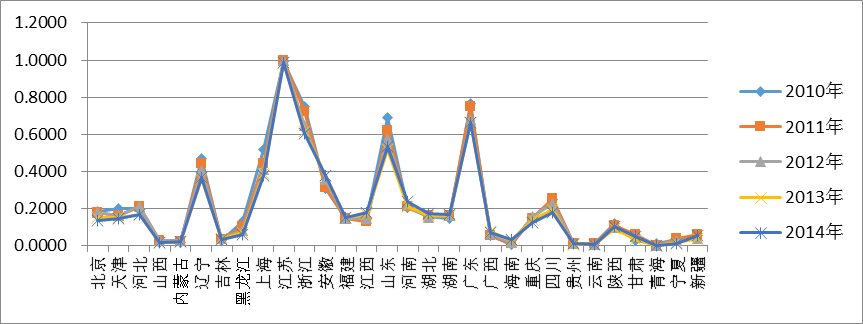 1.2000
1.0000
0.8000
0.6000
0.4000
0.2000
0.0000
北京
天津
河北
山西
内蒙古
辽宁
吉林
黑龙江
上海
江苏
浙江
安徽
福建
江西
山东
河南
湖北
湖南
广东
广西
海南
重庆
四川
贵州
云南
陕西
甘肃
青海
宁夏
新疆
2010年
2011年
2012年
2013年
2014年